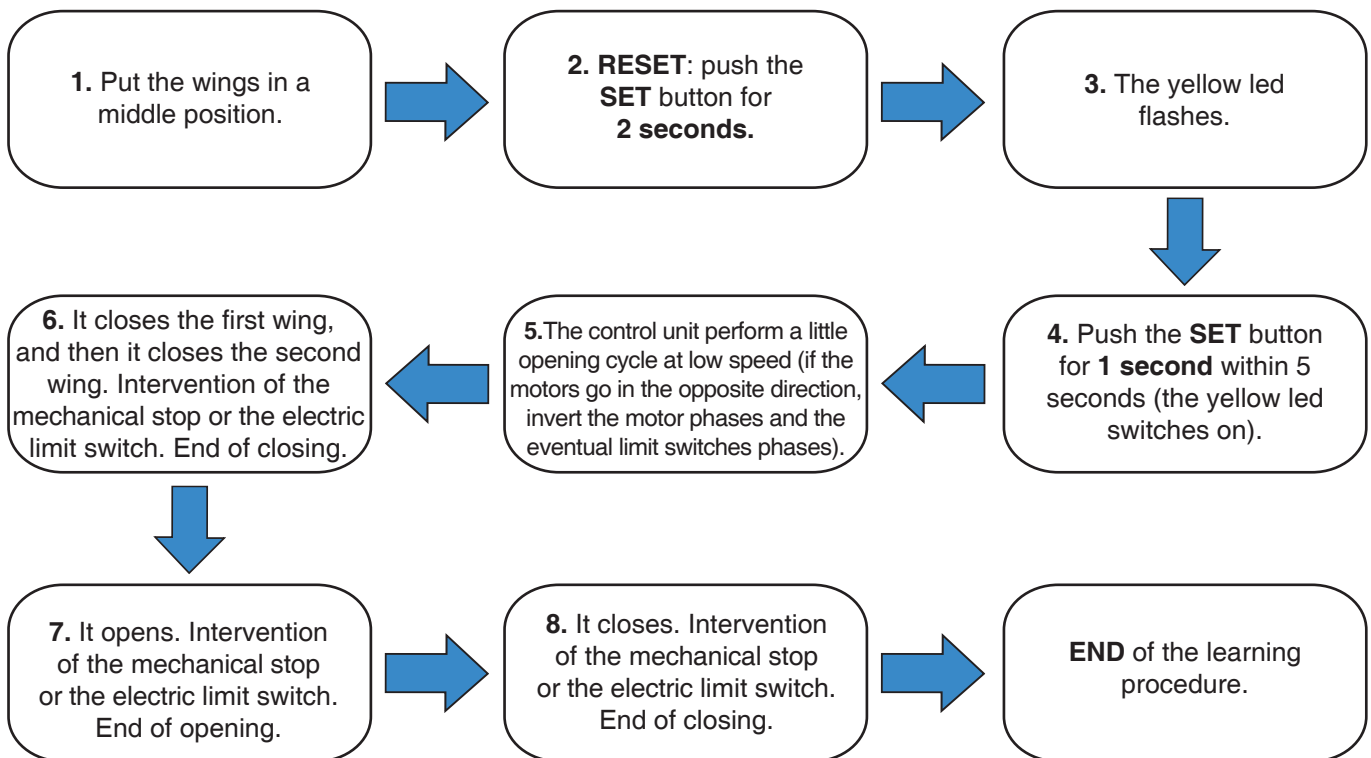 1. Put the wings in a
middle position.
2. RESET: push the
SET button for
2 seconds.
3. The yellow led
flashes.
4. Push the SET button
for 1 second within 5
seconds (the yellow led
switches on).
5.The control unit perform a little
opening cycle at low speed (if the
motors go in the opposite direction,
invert the motor phases and the
eventual limit switches phases).
6. It closes the first wing,
and then it closes the second
wing. Intervention of the
mechanical stop or the electric
limit switch. End of closing.
7. It opens. Intervention
of the mechanical stop
or the electric limit switch.
End of opening.
8. It closes. Intervention
of the mechanical stop
or the electric limit switch.
End of closing.
END of the learning
procedure.